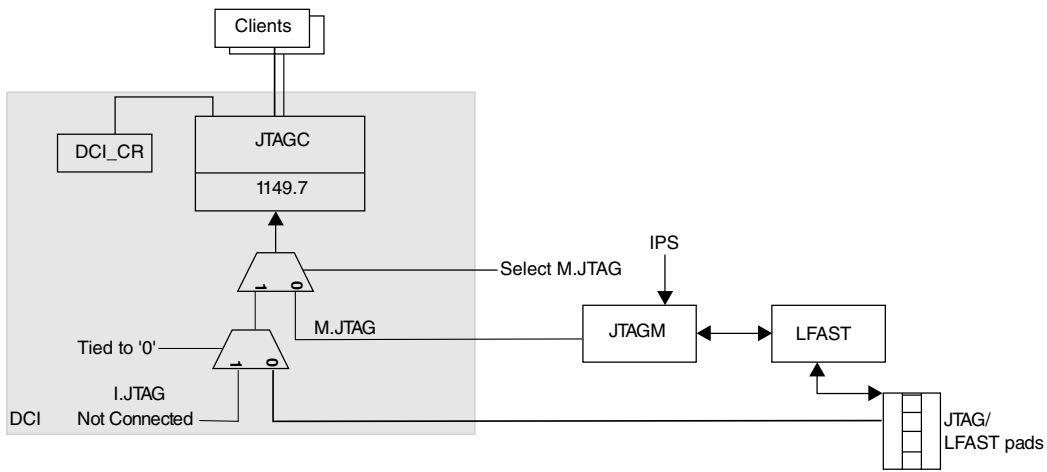 Clients
DCI_CR
JTAGC
1149.7
IPS
Select M.JTAG
1
0
M.JTAG
JTAGM
LFAST
Tied to '0'
1
0
I.JTAG
Not Connected
DCI
JTAG/
LFAST pads